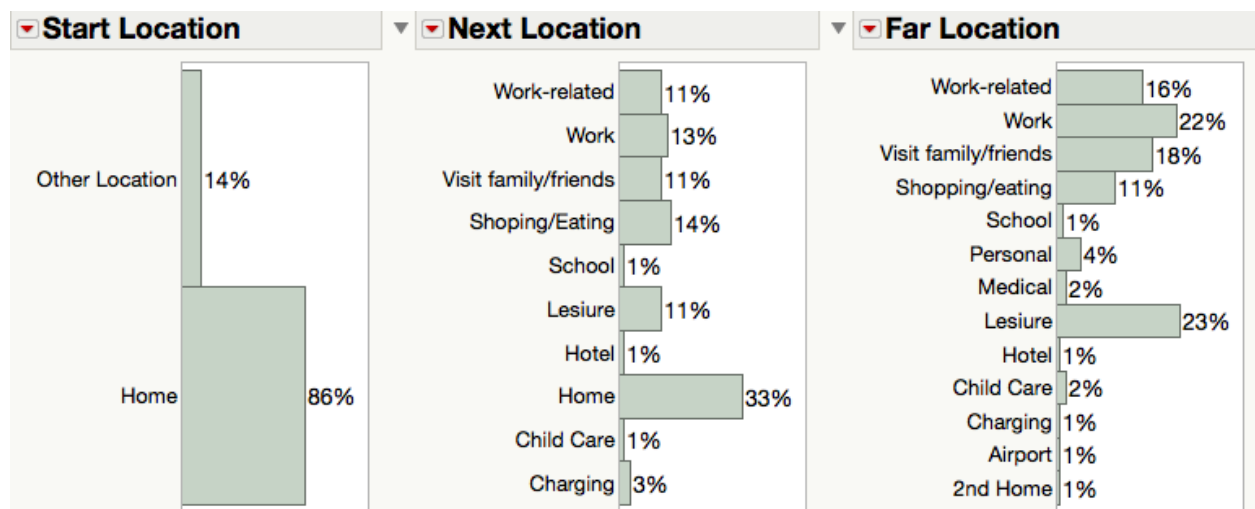 Start Location
Other Location 14%
Home 86%
Next Location
Work-related 11%
Work 13%
Visit family/friends 11%
Shoping/Eating 14%
School 1%
Lesiure 11%
Hotel 1%
Home 33%
Child Care 1%
Charging 3%
Far Location
Work-related 16%
Work 22%
Visit family/friends 18%
Shopping/eating 11%
School 1%
Personal 4%
Medical 2%
Lesiure 23%
Hotel 1%
Child Care 2%
Charging 1%
Airport 1%
2nd Home 1%